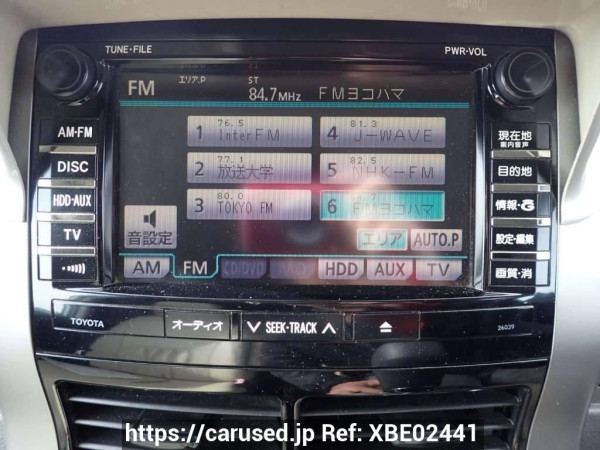 TUNE•FILE
PWR•VOL
FM
エリア.P
ST
84.7MHz
FMヨコハマ
AM•FM
DISC
HDD•AUX
TV
現在地
案内音声
目的地
情報•G
設定•編集
画質•消
76.5
1 InterFM
81.3
4 J-WAVE
77.1
2 放送大学
82.5
5 NHK-FM
80.0
3 TOKYO FM
6 FMヨコハマ
音設定
エリア
AUTO.P
AM
FM
CD/DVD
HDD
AUX
TV
TOYOTA
オーディオ
SEEK•TRACK
26039
https://carused.jp Ref: XBE02441